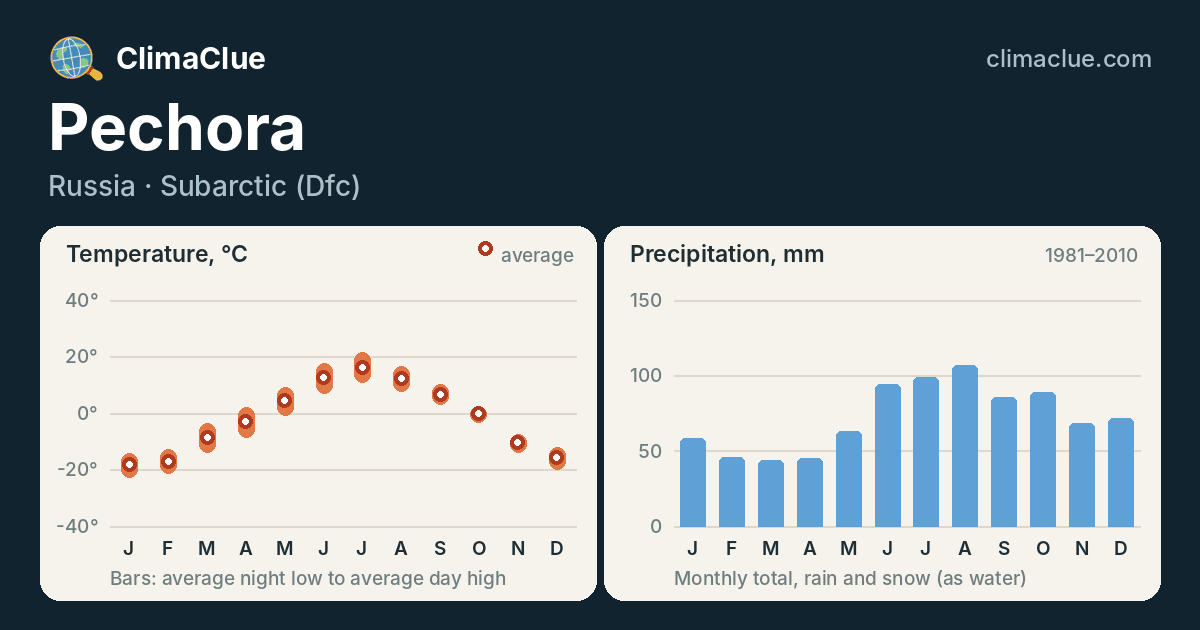 ClimaClue
climaclue.com
Pechora
Russia · Subarctic (Dfc)
Temperature, °C
average
40°
20°
0°
-20°
-40°
J F M A M J J A S O N D
Bars: average night low to average day high
Precipitation, mm
1981–2010
150
100
50
0
J F M A M J J A S O N D
Monthly total, rain and snow (as water)